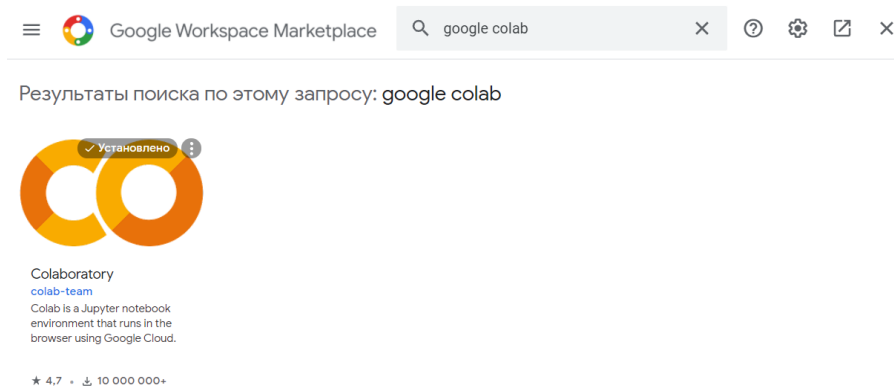 Google Workspace Marketplace
google colab
Результаты поиска по этому запросу: google colab
Установлено
Colaboratory
colab-team
Colab is a Jupyter notebook
environment that runs in the
browser using Google Cloud.
4,7 10 000 000+